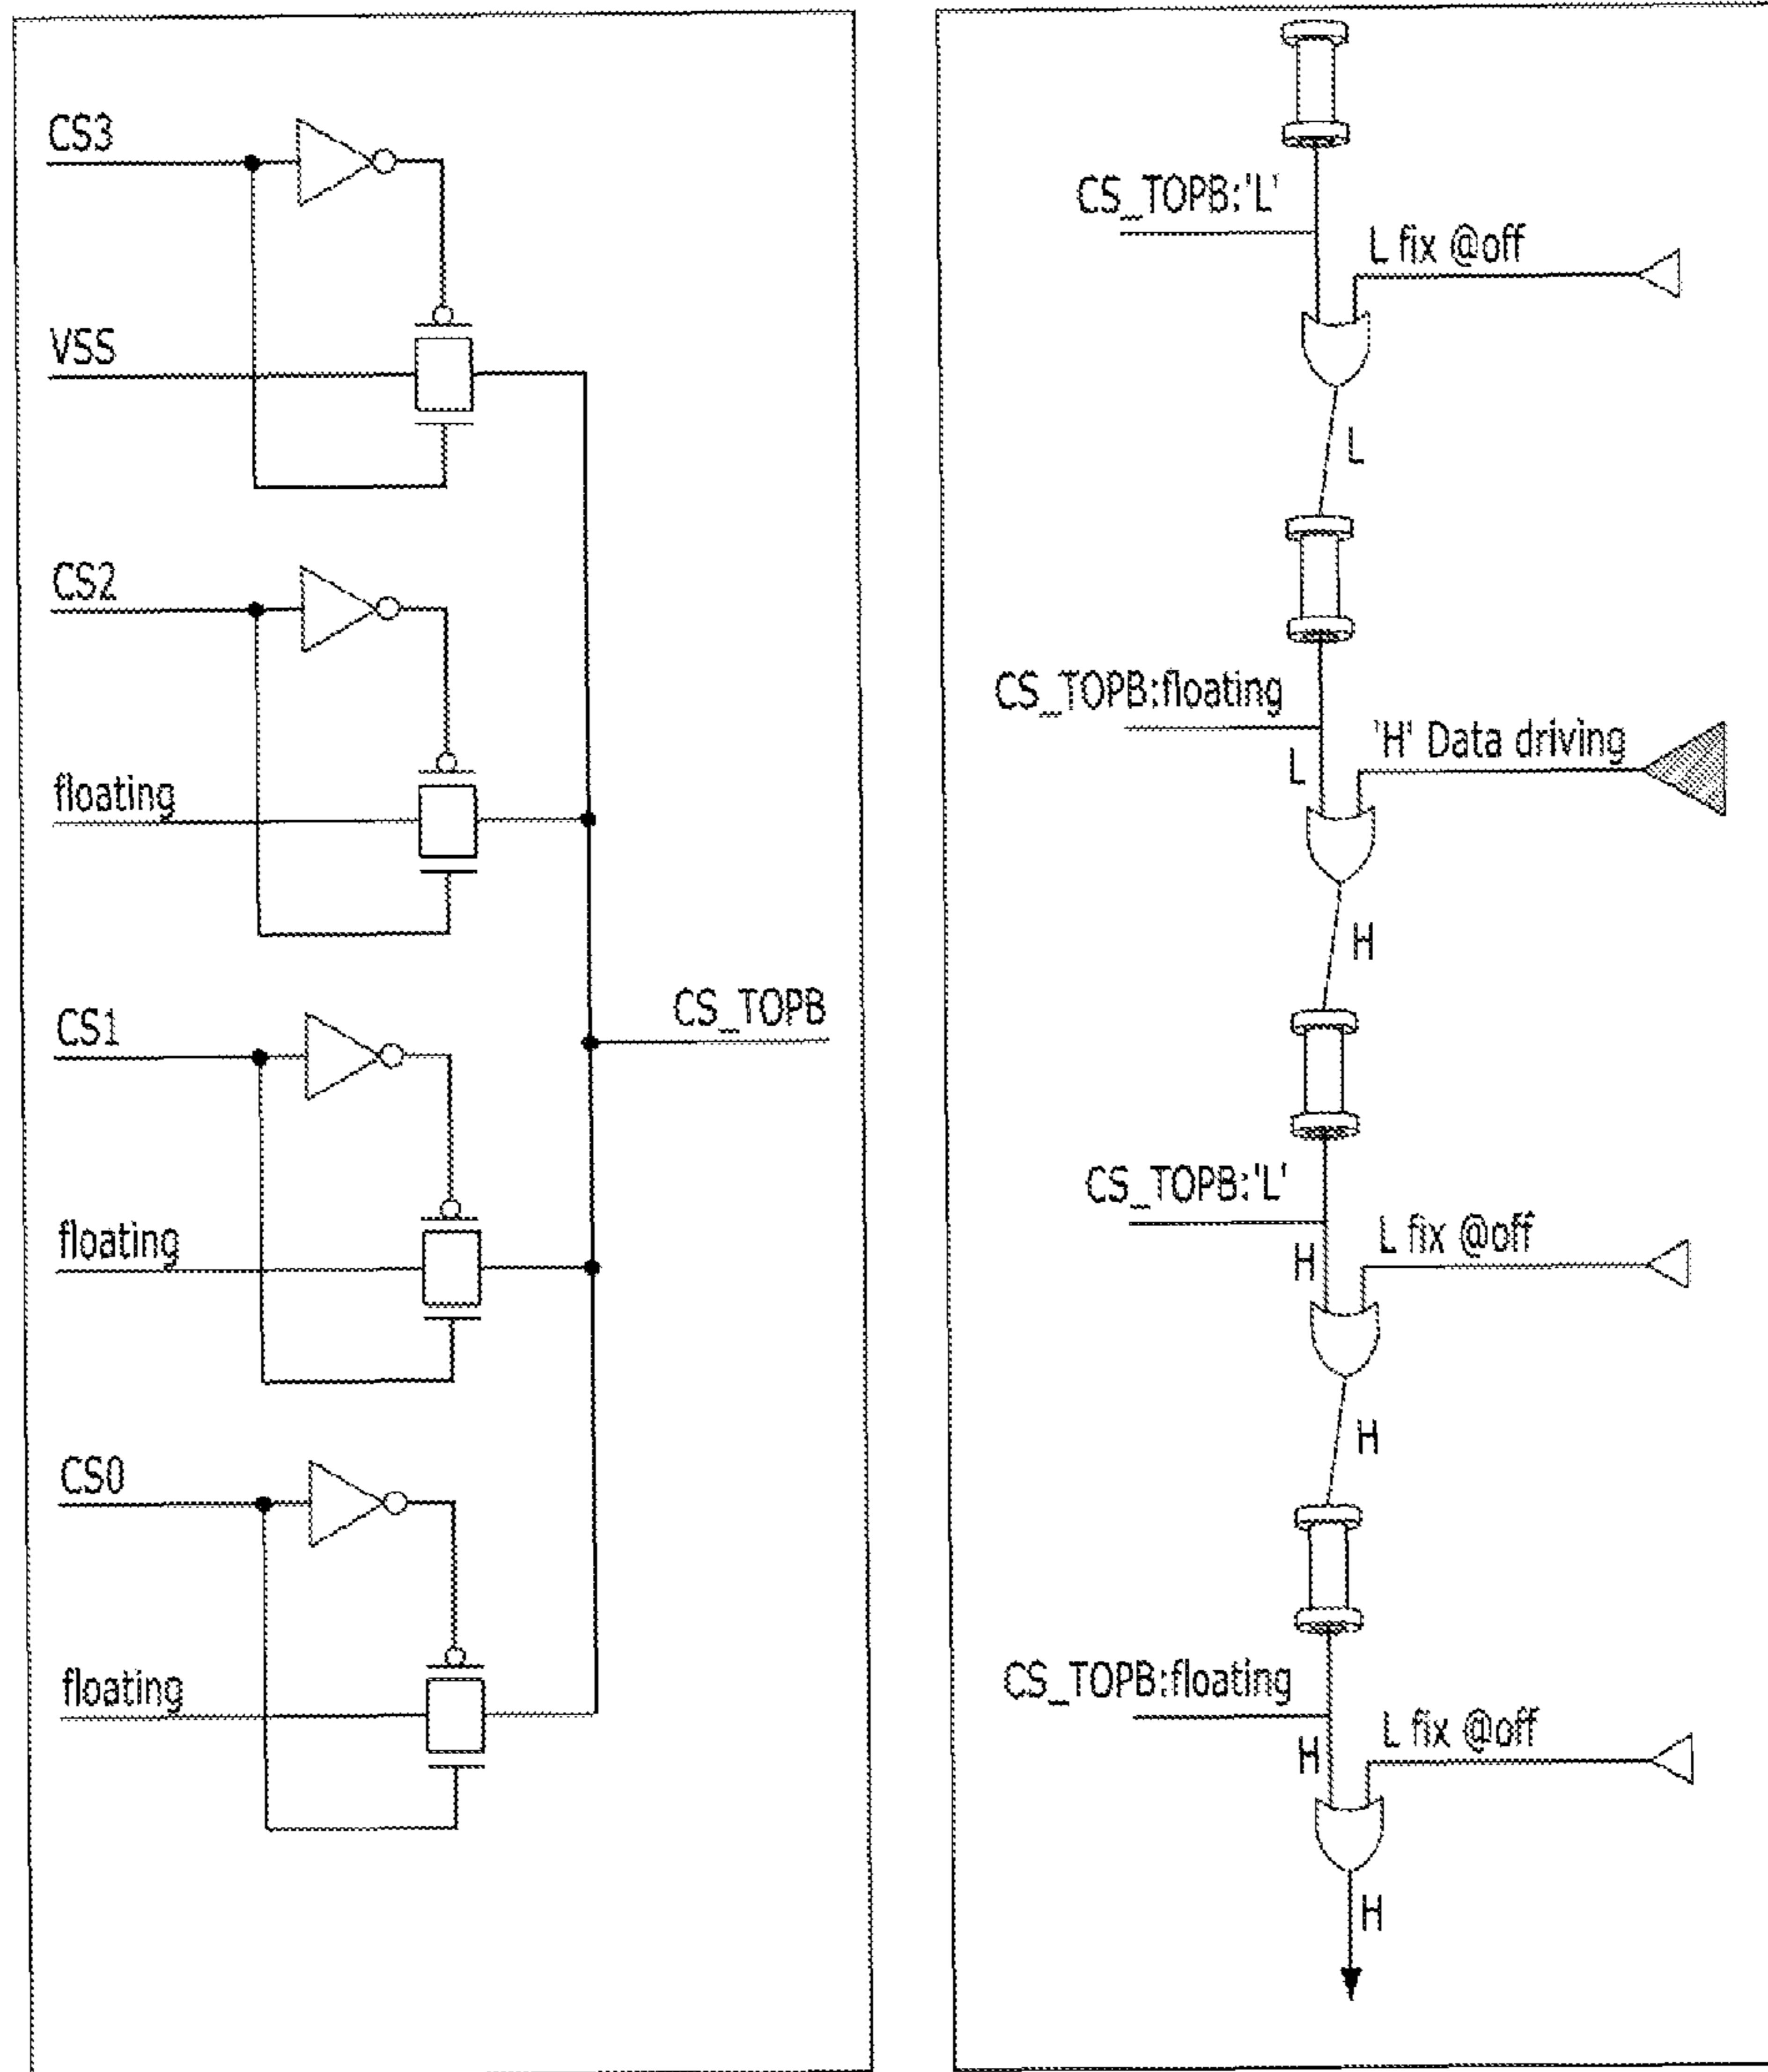 CS3
VSS
CS2
floating
CS1
CS_TOPB
floating
CS0
floating
CS_TOPB:'L'
L fix @off
L
CS_TOPB:floating
'H' Data driving
L
H
CS_TOPB:'L'
L fix @off
H
H
CS_TOPB:floating
L fix @off
H
H